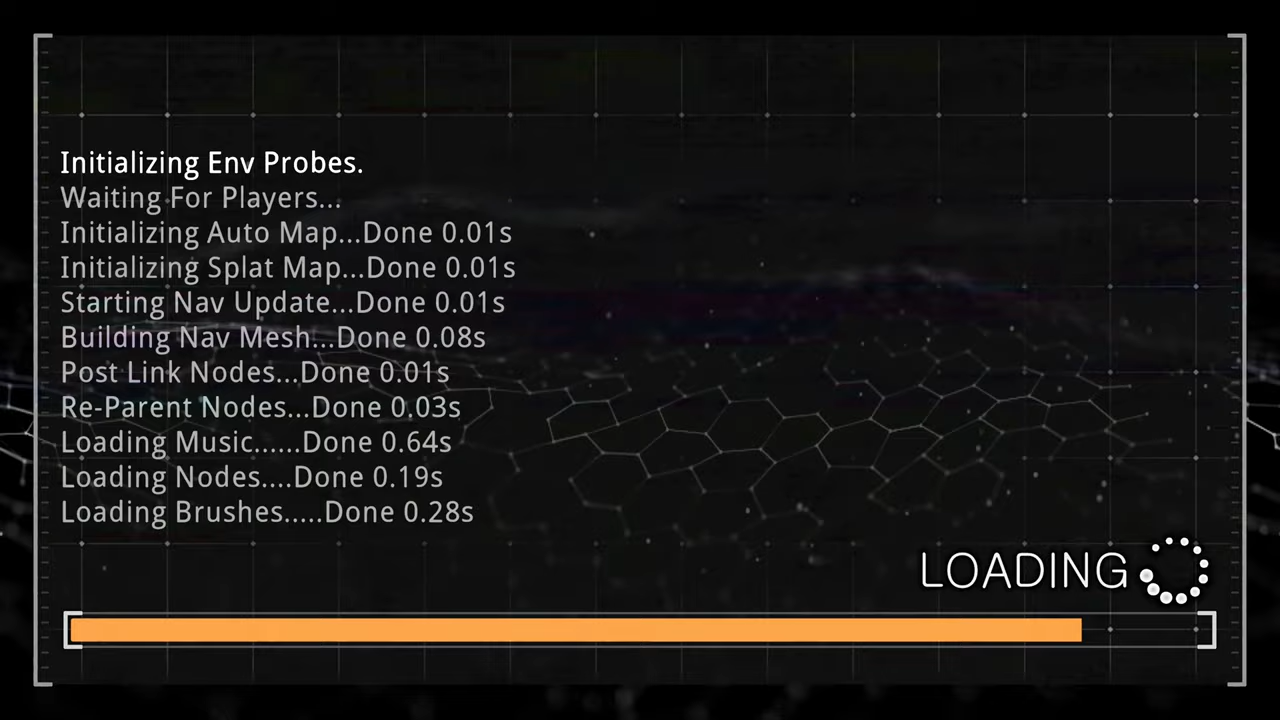 Initializing Env Probes.
Waiting For Players...
Initializing Auto Map...Done 0.01s
Initializing Splat Map...Done 0.01s
Starting Nav Update...Done 0.01s
Building Nav Mesh...Done 0.08s
Post Link Nodes...Done 0.01s
Re-Parent Nodes...Done 0.03s
Loading Music......Done 0.64s
Loading Nodes....Done 0.19s
Loading Brushes.....Done 0.28s
LOADING